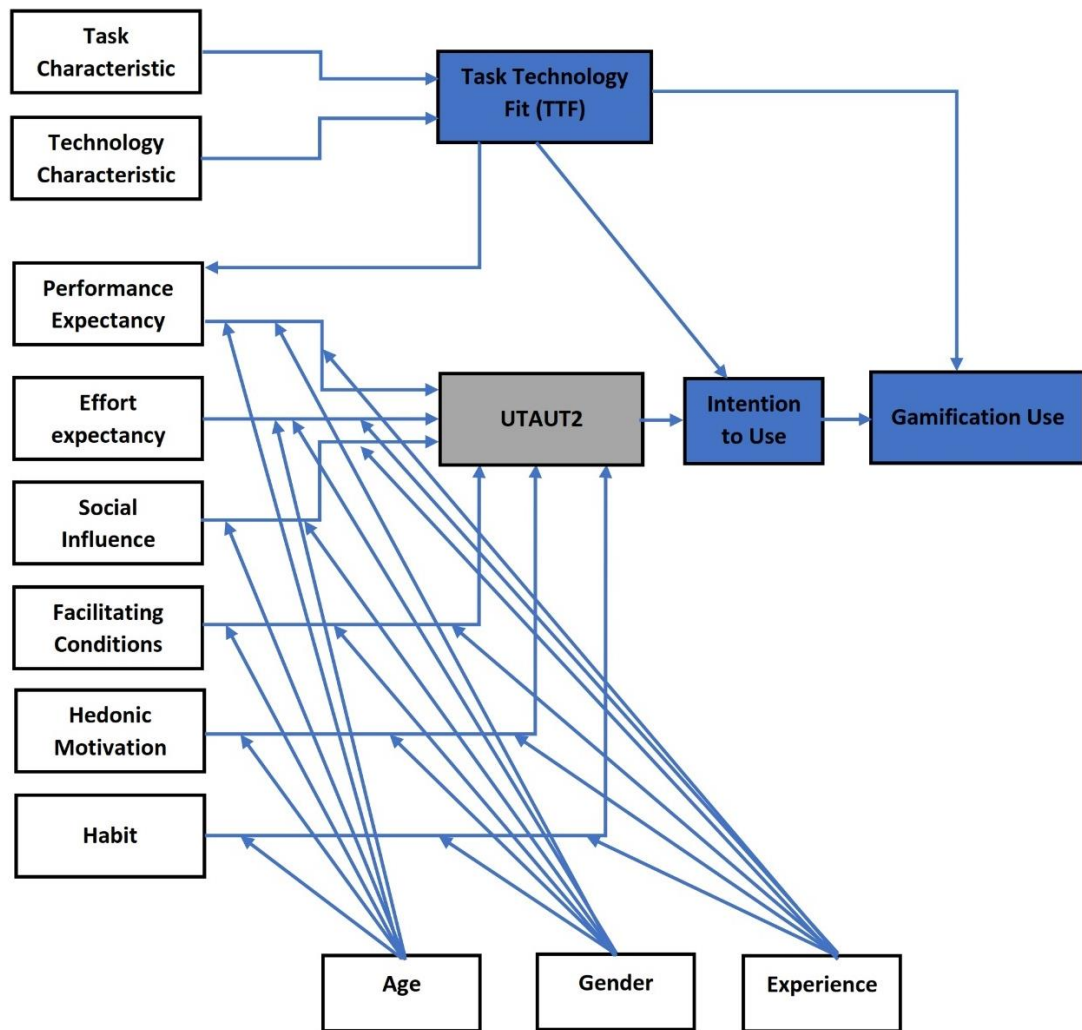 Task
Characteristic
Task Technology
Fit (TTF)
Technology
Characteristic
Performance
Expectancy
Effort
expectancy
UTAUT2
Intention
to Use
Gamification Use
Social
Influence
Facilitating
Conditions
Hedonic
Motivation
Habit
Age
Gender
Experience